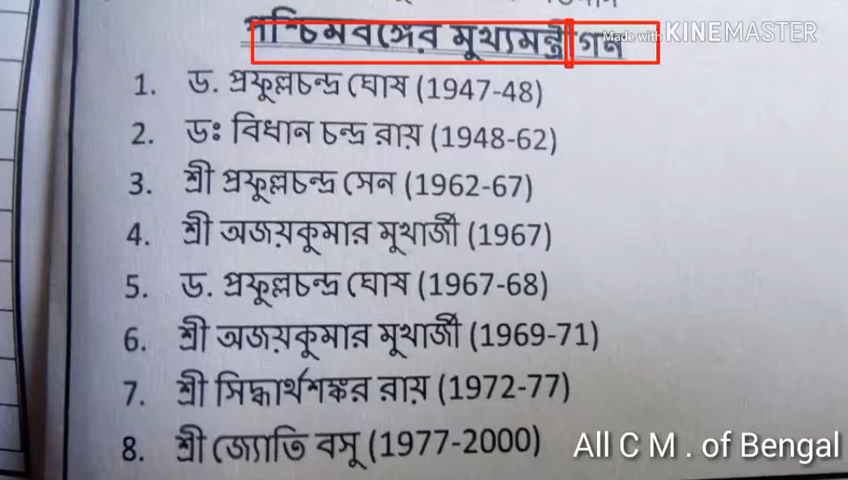 পশ্চিমবঙ্গের মুখ্যমন্ত্রী গন
Made with KINEMASTER
1. ড. প্রফুল্লচন্দ্র ঘোষ (1947-48)
2. ডঃ বিধান চন্দ্র রায় (1948-62)
3. শ্রী প্রফুল্লচন্দ্র সেন (1962-67)
4. শ্রী অজয়কুমার মুখার্জী (1967)
5. ড. প্রফুল্লচন্দ্র ঘোষ (1967-68)
6. শ্রী অজয়কুমার মুখার্জী (1969-71)
7. শ্রী সিদ্ধার্থশঙ্কর রায় (1972-77)
8. শ্রী জ্যোতি বসু (1977-2000)
All C M . of Bengal